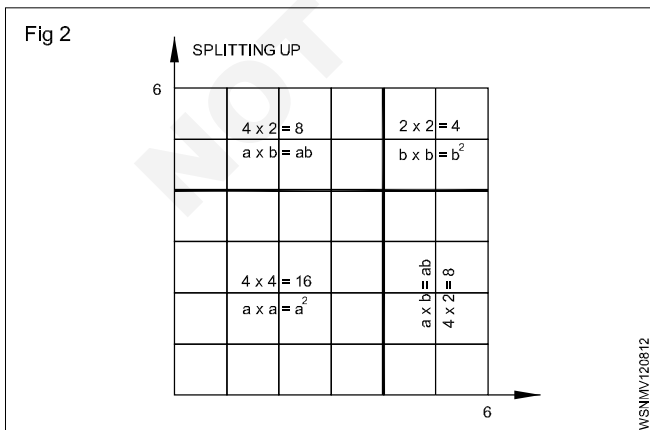 Fig 2
SPLITTING UP
6
4 x 2 = 8
a x b = ab
2 x 2 = 4
b x b = b²
4 x 4 = 16
a x a = a²
a x b = ab
4 x 2 = 8
6
WSNMV120812
NOT